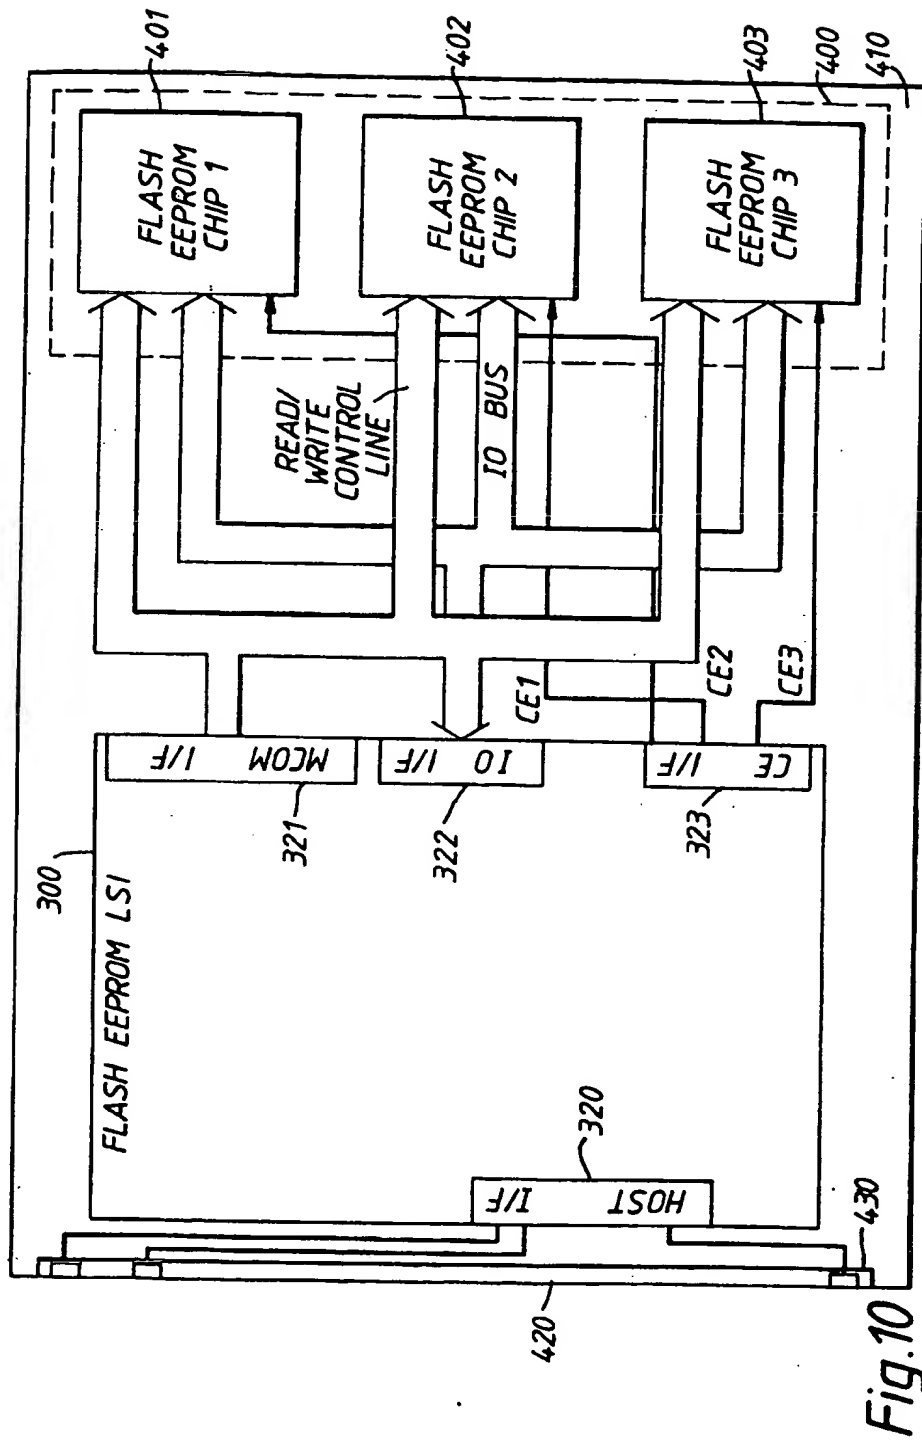 401
402
403
400
410
FLASH
EEPROM
CHIP 1
FLASH
EEPROM
CHIP 2
FLASH
EEPROM
CHIP 3
READ/
WRITE
CONTROL
LINE
IO BUS
CE1
CE2
CE3
MCOM I/F
IO I/F
CE I/F
321
322
323
300
FLASH EEPROM LSI
HOST I/F
320
420
430
Fig.10